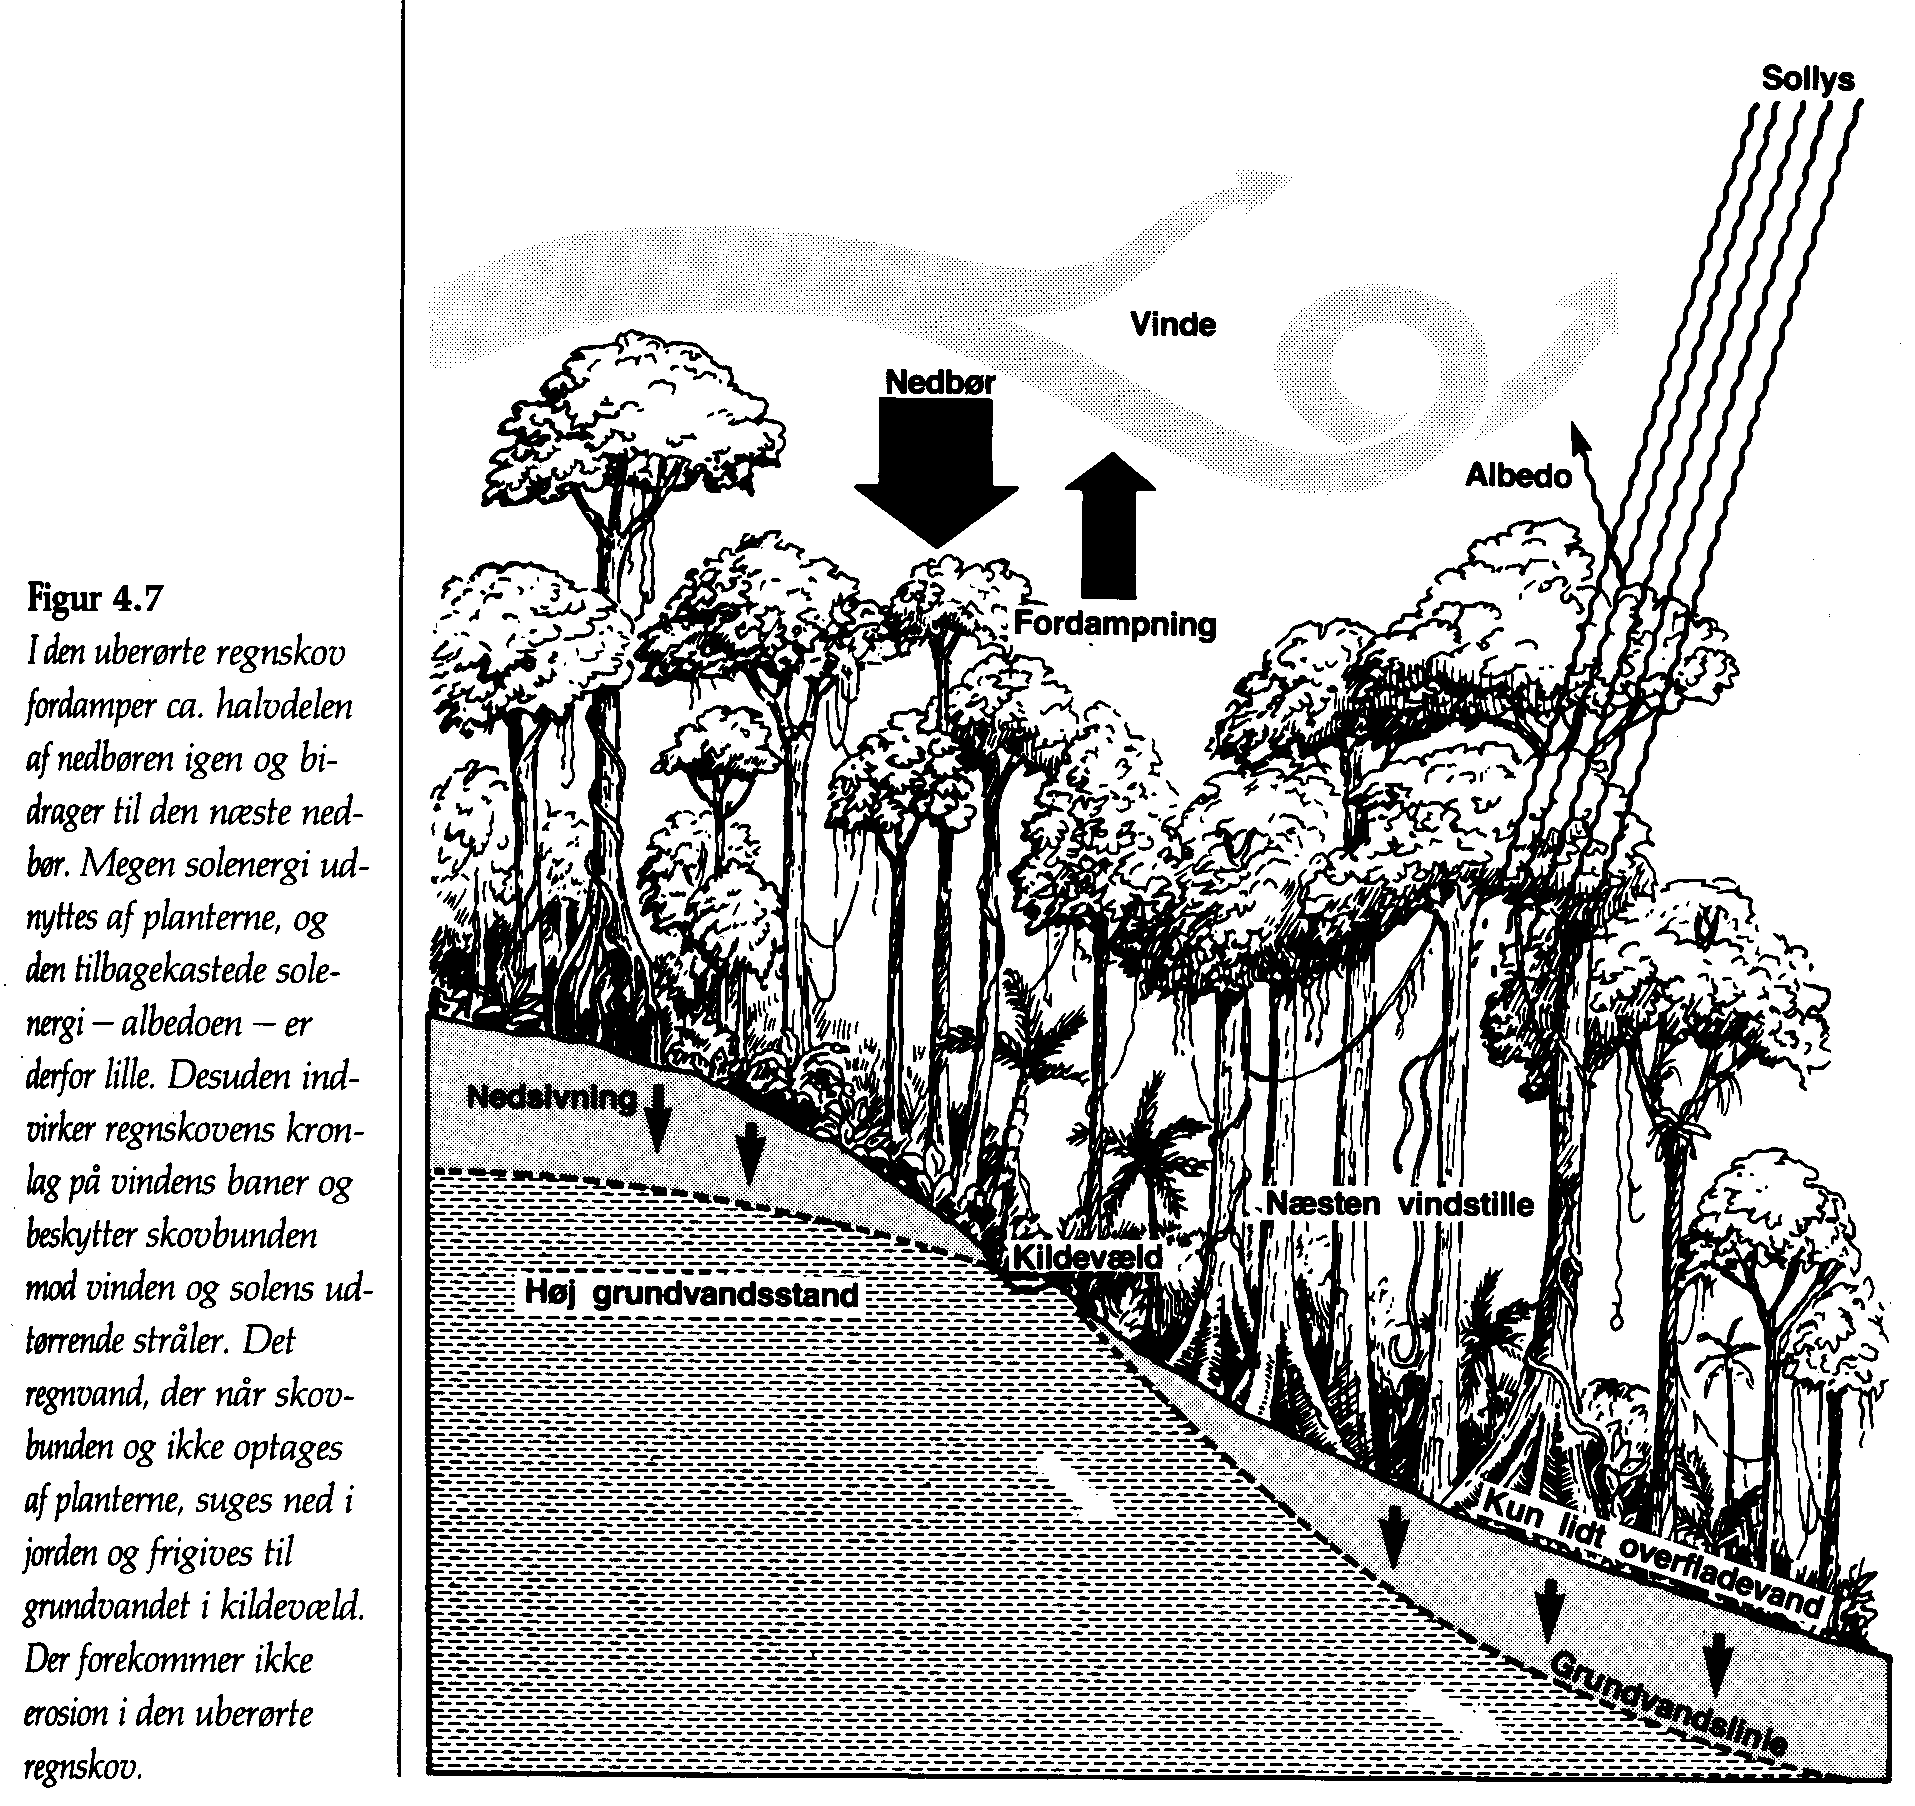 Figur 4.7
I den uberørte regnskov
fordamper ca. halvdelen
af nedbøren igen og bi-
drager til den næste ned-
bør. Megen solenergi ud-
nyttes af planterne, og
den tilbagekastede sole-
nergi – albedoen – er
derfor lille. Desuden ind-
virker regnskovens kron-
lag på vindens baner og
beskytter skovbunden
mod vinden og solens ud-
tørrende stråler. Det
regnvand, der når skov-
bunden og ikke optages
af planterne, suges ned i
jorden og frigives til
grundvandet i kildevæld.
Der forekommer ikke
erosion i den uberørte
regnskov.
Sollys
Vinde
Nedbør
Albedo
Fordampning
Nedsivning
Næsten vindstille
Kildevæld
Høj grundvandsstand
Kun lidt overfladevand
Grundvandslinie